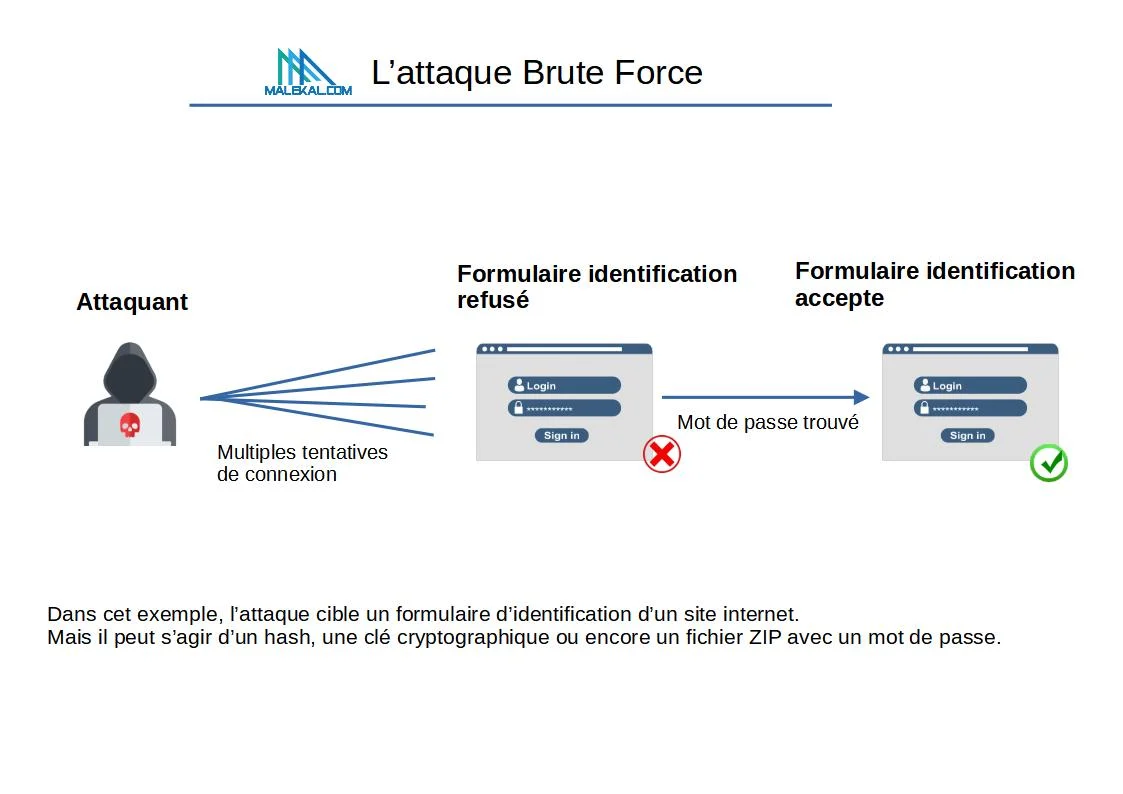 MALEKAL.COM
L’attaque Brute Force
Attaquant
Multiples tentatives
de connexion
Formulaire identification
refusé
Login
***********
Sign in
Mot de passe trouvé
Formulaire identification
accepte
Login
***********
Sign in
Dans cet exemple, l’attaque cible un formulaire d’identification d’un site internet.
Mais il peut s’agir d’un hash, une clé cryptographique ou encore un fichier ZIP avec un mot de passe.